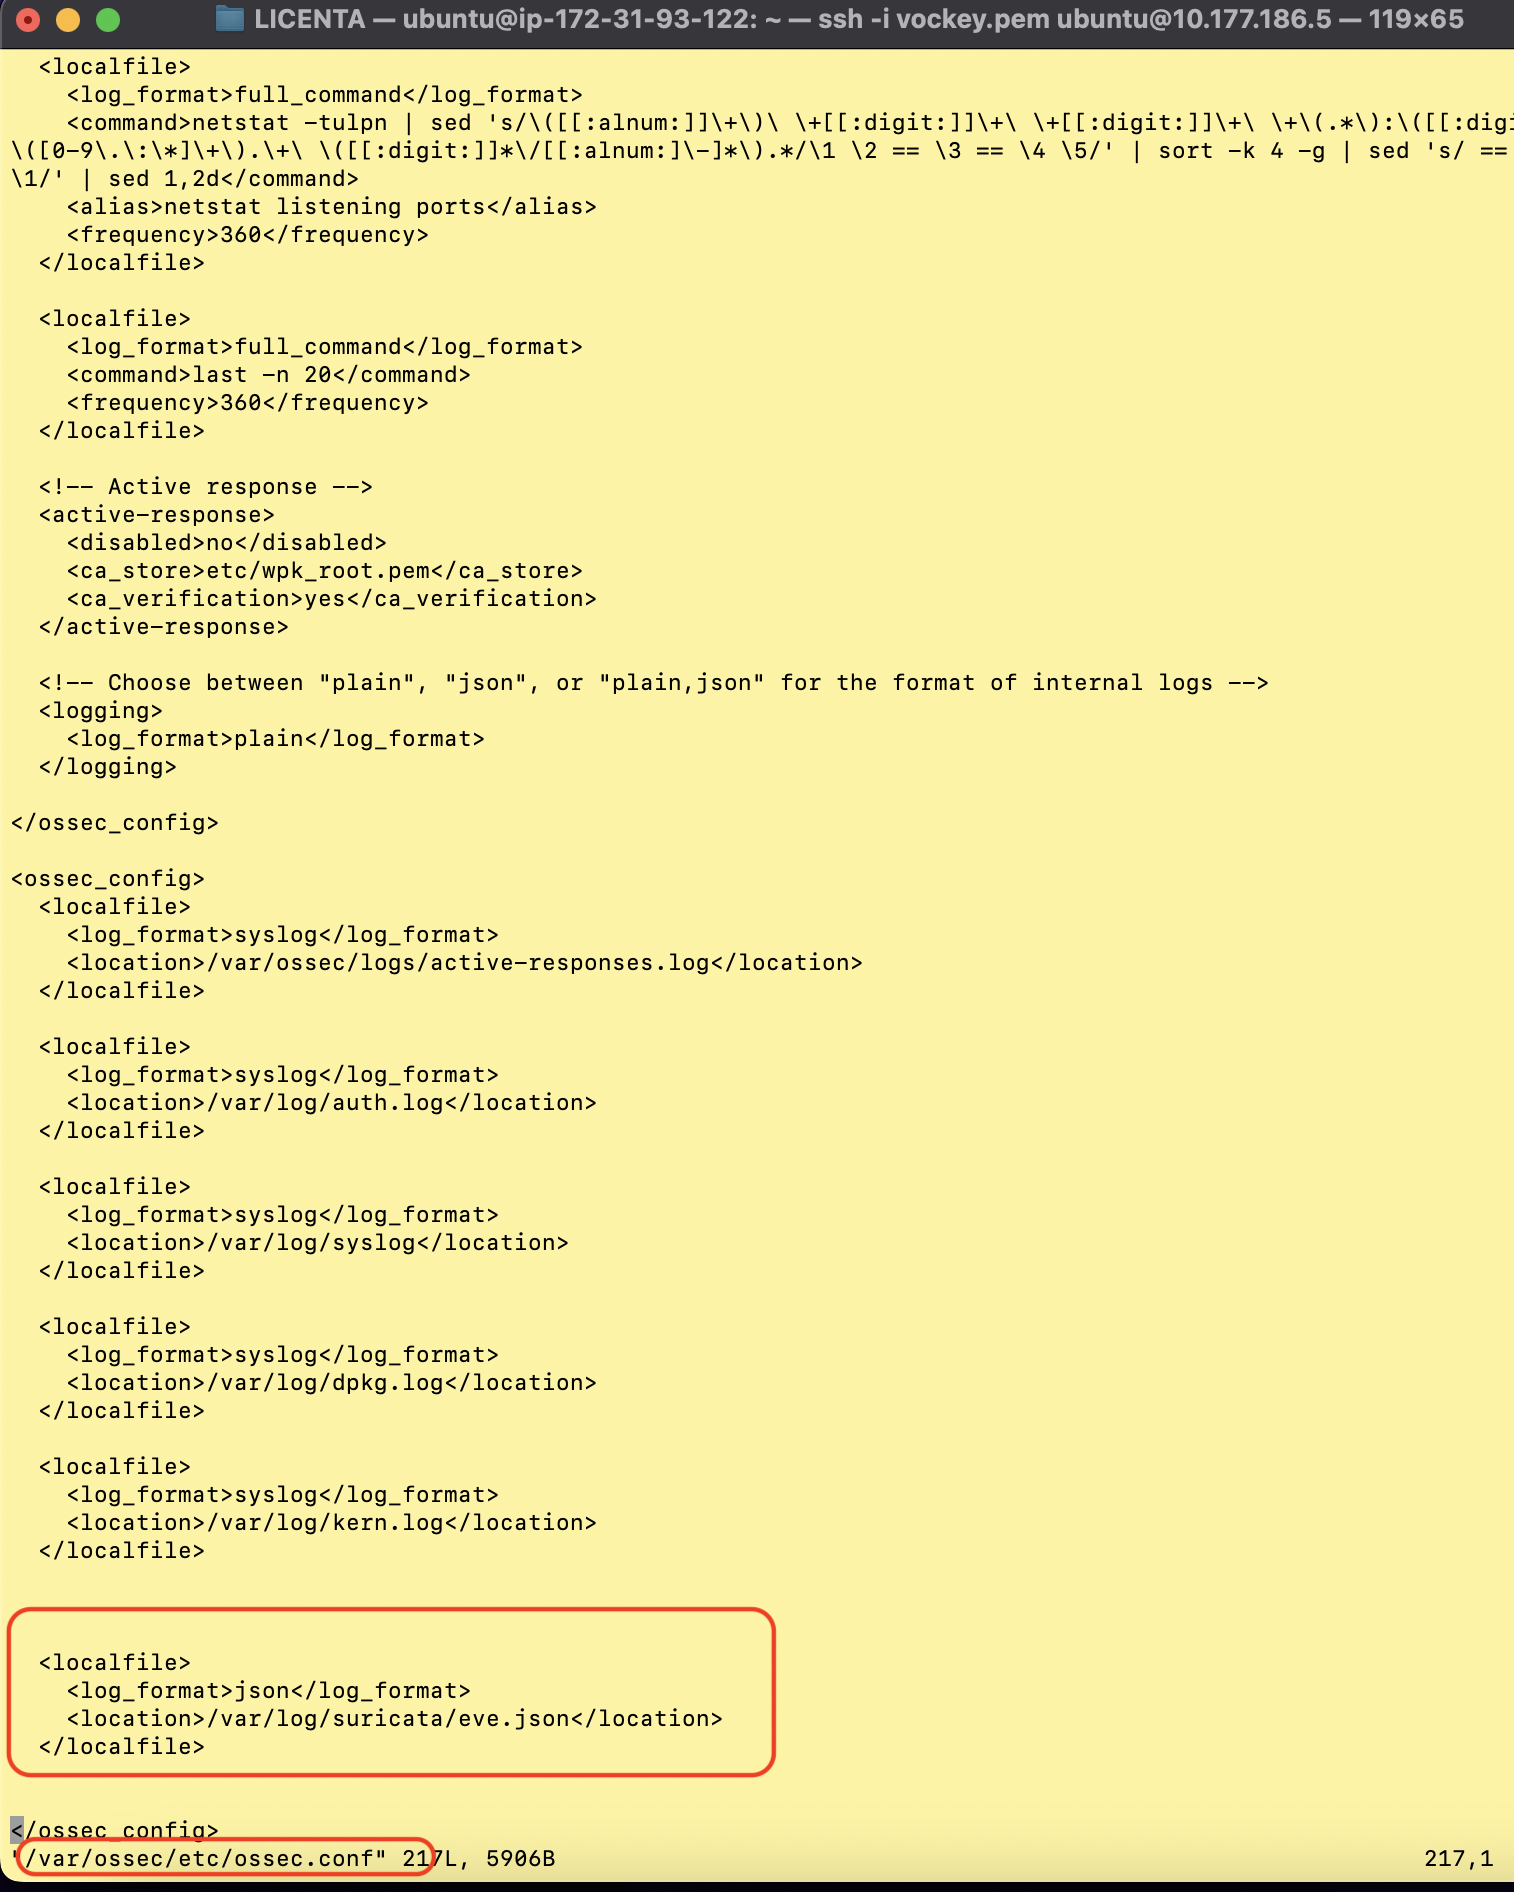 LICENTA — ubuntu@ip-172-31-93-122: ~ — ssh -i vockey.pem ubuntu@10.177.186.5 — 119×65
<localfile>
<log_format>full_command</log_format>
<command>netstat -tulpn | sed 's/\([[:alnum:]]\+\)\ \+[[:digit:]]\+\ \+[[:digit:]]\+\ \+\(.*\):\([[:digi
\([0-9\.\:\*]\+\).\+\ \([[:digit:]]*\/[[:alnum:]\-]*\).*/\1 \2 == \3 == \4 \5/' | sort -k 4 -g | sed 's/ ==
\1/' | sed 1,2d</command>
<alias>netstat listening ports</alias>
<frequency>360</frequency>
</localfile>
<localfile>
<log_format>full_command</log_format>
<command>last -n 20</command>
<frequency>360</frequency>
</localfile>
<!-- Active response -->
<active-response>
<disabled>no</disabled>
<ca_store>etc/wpk_root.pem</ca_store>
<ca_verification>yes</ca_verification>
</active-response>
<!-- Choose between "plain", "json", or "plain,json" for the format of internal logs -->
<logging>
<log_format>plain</log_format>
</logging>
</ossec_config>
<ossec_config>
<localfile>
<log_format>syslog</log_format>
<location>/var/ossec/logs/active-responses.log</location>
</localfile>
<localfile>
<log_format>syslog</log_format>
<location>/var/log/auth.log</location>
</localfile>
<localfile>
<log_format>syslog</log_format>
<location>/var/log/syslog</location>
</localfile>
<localfile>
<log_format>syslog</log_format>
<location>/var/log/dpkg.log</location>
</localfile>
<localfile>
<log_format>syslog</log_format>
<location>/var/log/kern.log</location>
</localfile>
<localfile>
<log_format>json</log_format>
<location>/var/log/suricata/eve.json</location>
</localfile>
</ossec_config>
"/var/ossec/etc/ossec.conf" 217L, 5906B 217,1